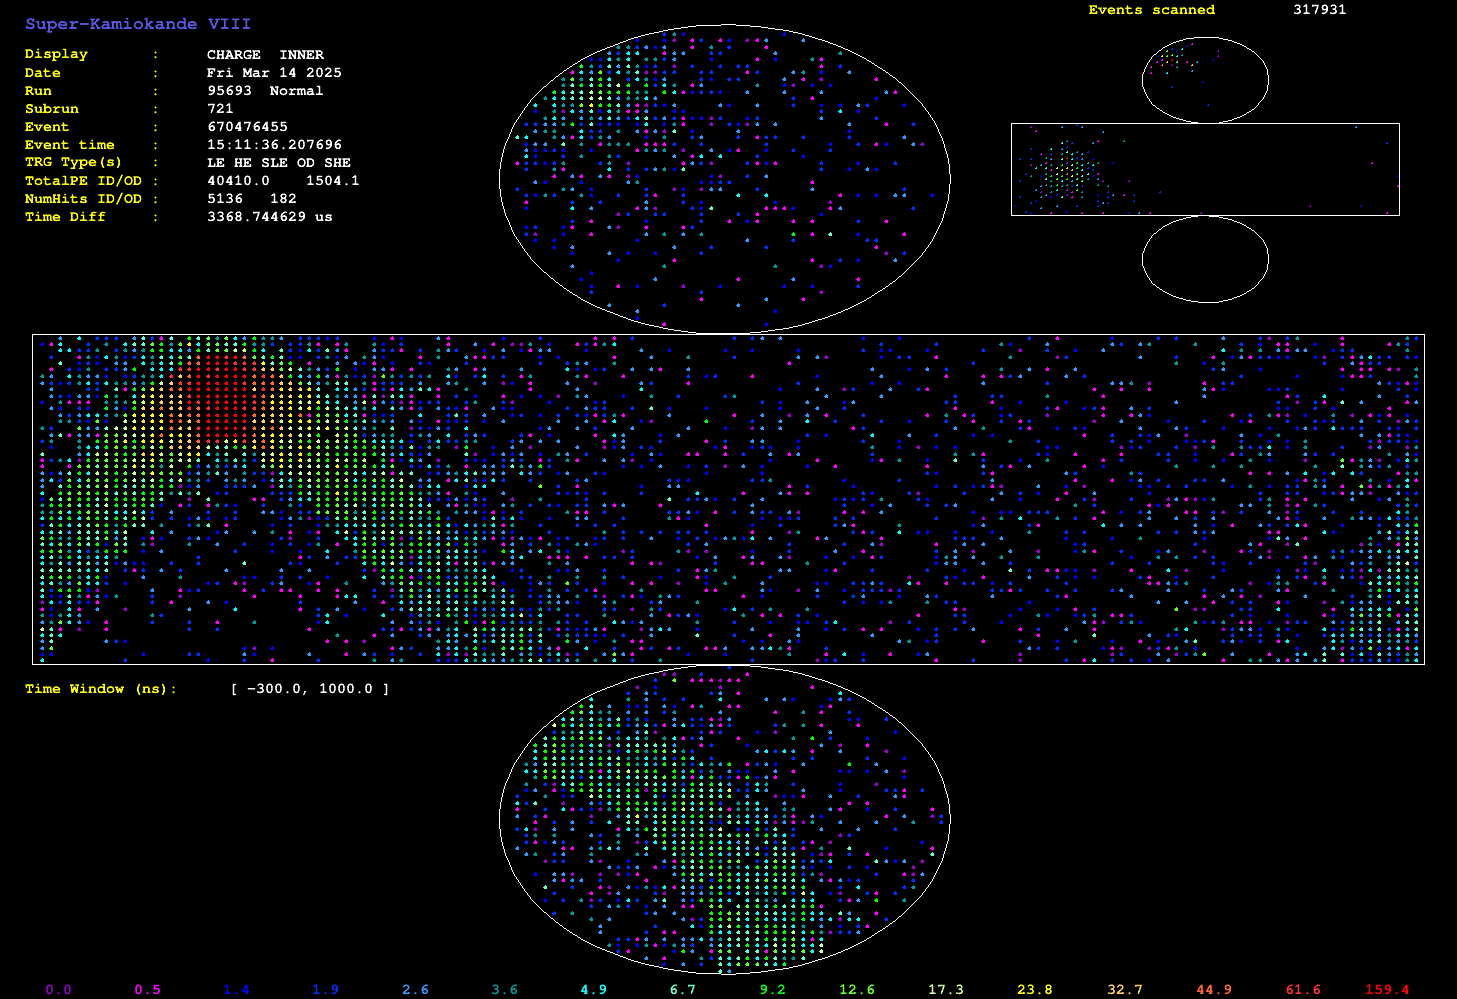 Super-Kamiokande VIII
Display : CHARGE INNER
Date : Fri Mar 14 2025
Run : 95693 Normal
Subrun : 721
Event : 670476455
Event time : 15:11:36.207696
TRG Type(s) : LE HE SLE OD SHE
TotalPE ID/OD : 40410.0 1504.1
NumHits ID/OD : 5136 182
Time Diff : 3368.744629 us
Events scanned 317931
Time Window (ns): [ -300.0, 1000.0 ]
0.0 0.5 1.4 1.9 2.6 3.6 4.9 6.7 9.2 12.6 17.3 23.8 32.7 44.9 61.6 159.4